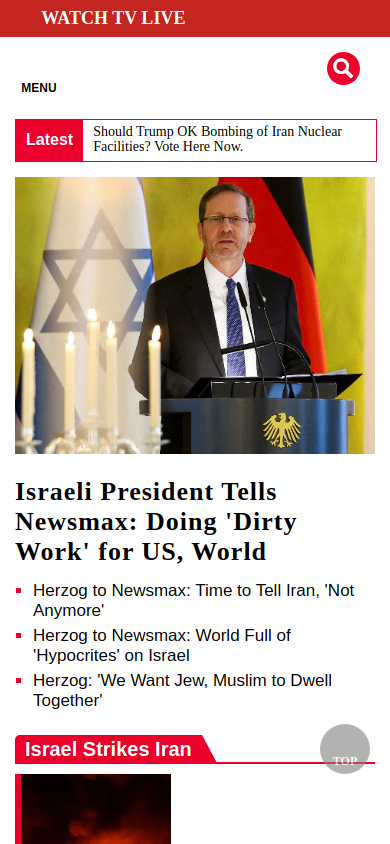 WATCH TV LIVE
MENU
Latest
Should Trump OK Bombing of Iran Nuclear
Facilities? Vote Here Now.
Israeli President Tells
Newsmax: Doing 'Dirty
Work' for US, World
Herzog to Newsmax: Time to Tell Iran, 'Not
Anymore'
Herzog to Newsmax: World Full of
'Hypocrites' on Israel
Herzog: 'We Want Jew, Muslim to Dwell
Together'
Israel Strikes Iran
TOP